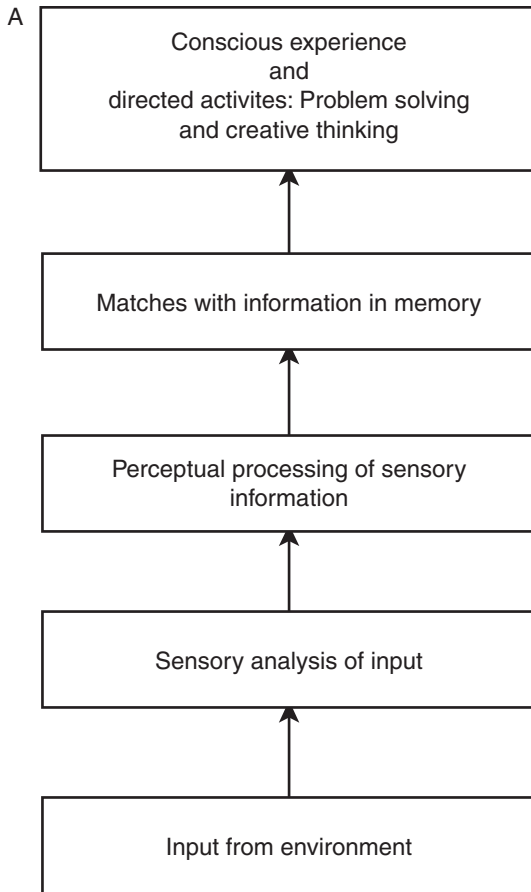 A
Conscious experience
and
directed activites: Problem solving
and creative thinking
Matches with information in memory
Perceptual processing of sensory
information
Sensory analysis of input
Input from environment